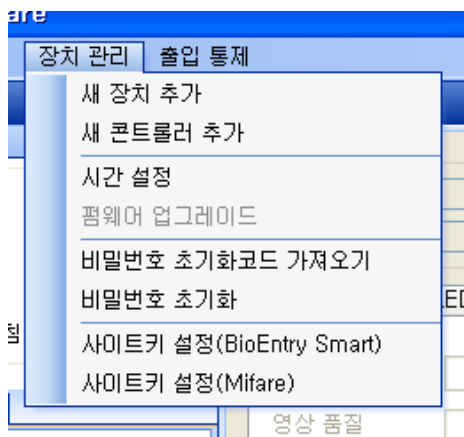 장치 관리 출입 통제
새 장치 추가
새 콘트롤러 추가
시간 설정
펌웨어 업그레이드
비밀번호 초기화코드 가져오기
비밀번호 초기화
사이트키 설정(BioEntry Smart)
사이트키 설정(Mifare)
영상 품질